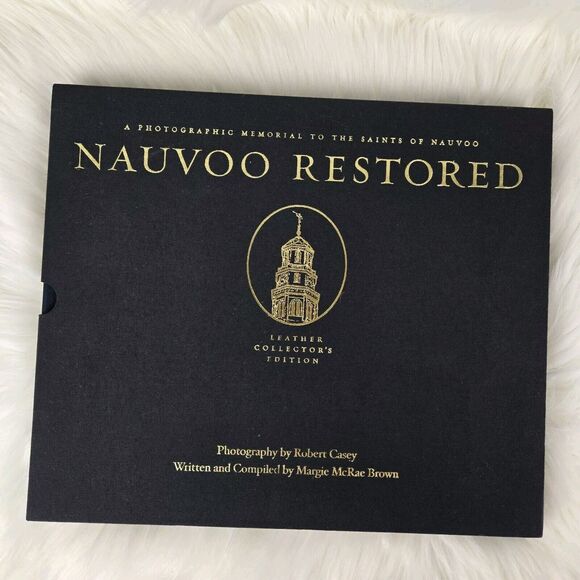 A PHOTOGRAPHIC MEMORIAL TO THE SAINTS OF NAUVOO
NAUVOO RESTORED
LEATHER
COLLECTOR'S
EDITION
Photography by Robert Casey
Written and Compiled by Margie McRae Brown